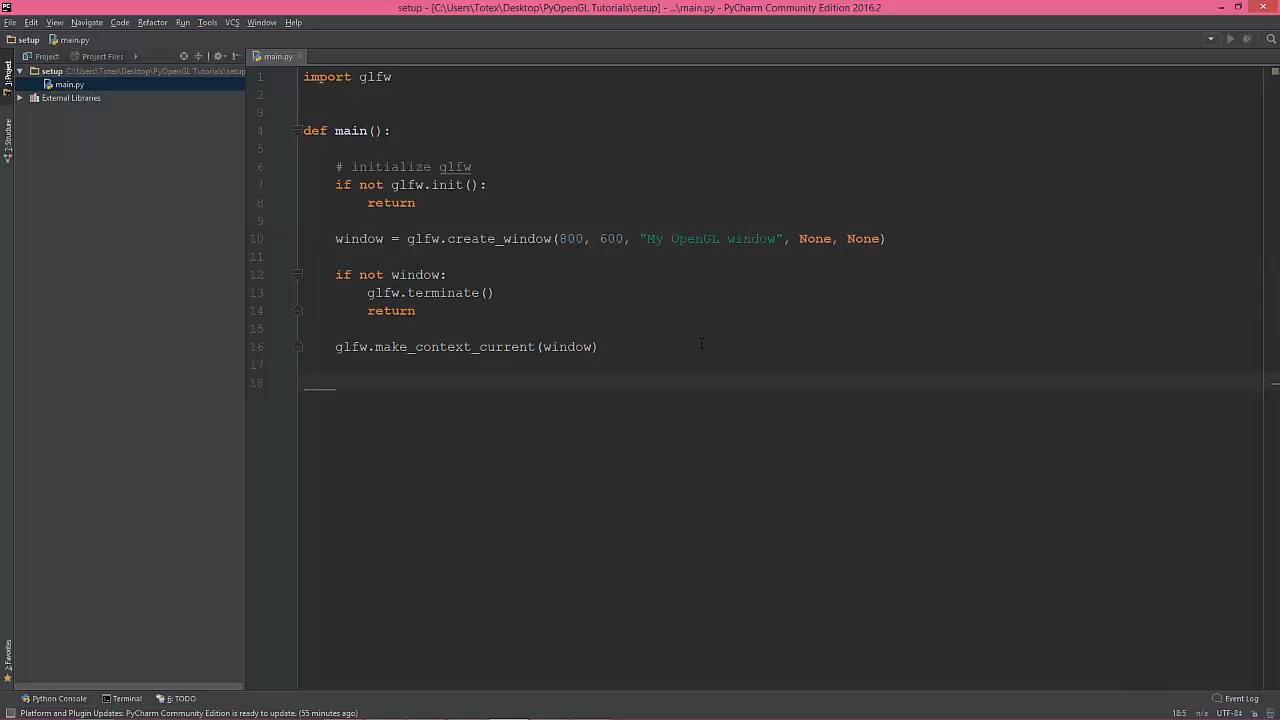 setup - [C:\Users\Totex\Desktop\PyOpenGL Tutorials\setup] - ...\main.py - PyCharm Community Edition 2016.2
File Edit View Navigate Code Refactor Run Tools VCS Window Help
setup main.py
Project Project Files main.py
1: Project
setup C:\Users\Totex\Desktop\PyOpenGL Tutorials\setup
main.py
External Libraries
7: Structure
2: Favorites
1 import glfw
2
3
4 def main():
5
6 # initialize glfw
7 if not glfw.init():
8 return
9
10 window = glfw.create_window(800, 600, "My OpenGL window", None, None)
11
12 if not window:
13 glfw.terminate()
14 return
15
16 glfw.make_context_current(window)
17
18
Python Console Terminal 6: TODO Event Log
Platform and Plugin Updates: PyCharm Community Edition is ready to update. (55 minutes ago) 18:5 n/a UTF-8